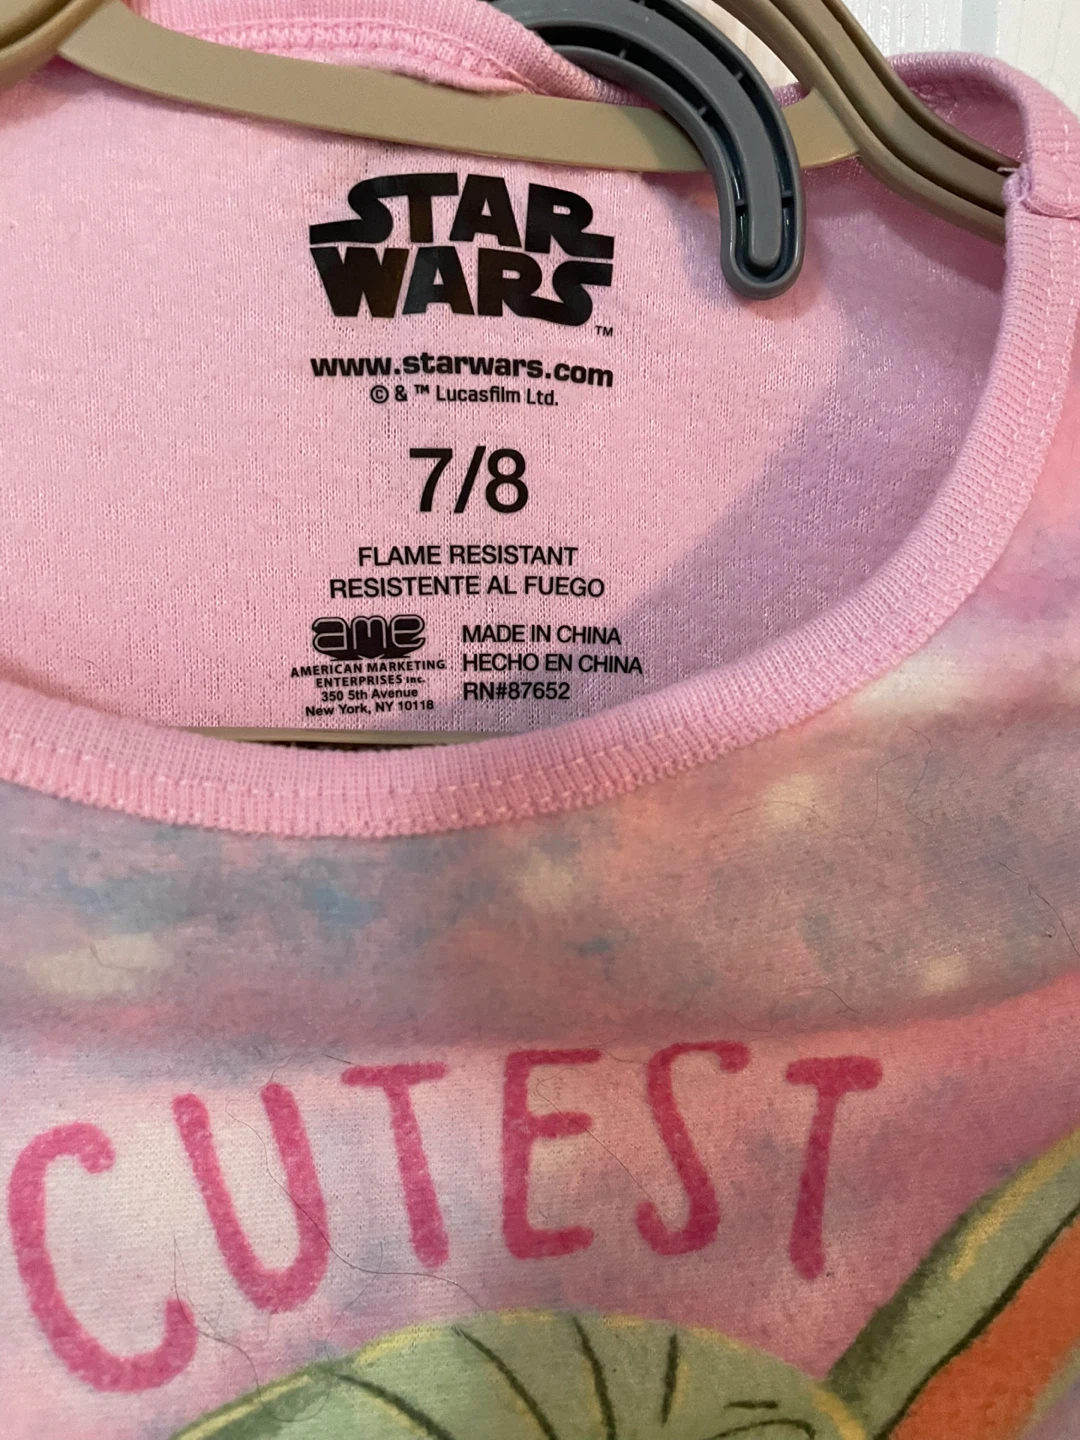 STAR
WARS
™
www.starwars.com
© & ™ Lucasfilm Ltd.
7/8
FLAME RESISTANT
RESISTENTE AL FUEGO
ame
AMERICAN MARKETING
ENTERPRISES Inc.
350 5th Avenue
New York, NY 10118
MADE IN CHINA
HECHO EN CHINA
RN#87652
CUTEST